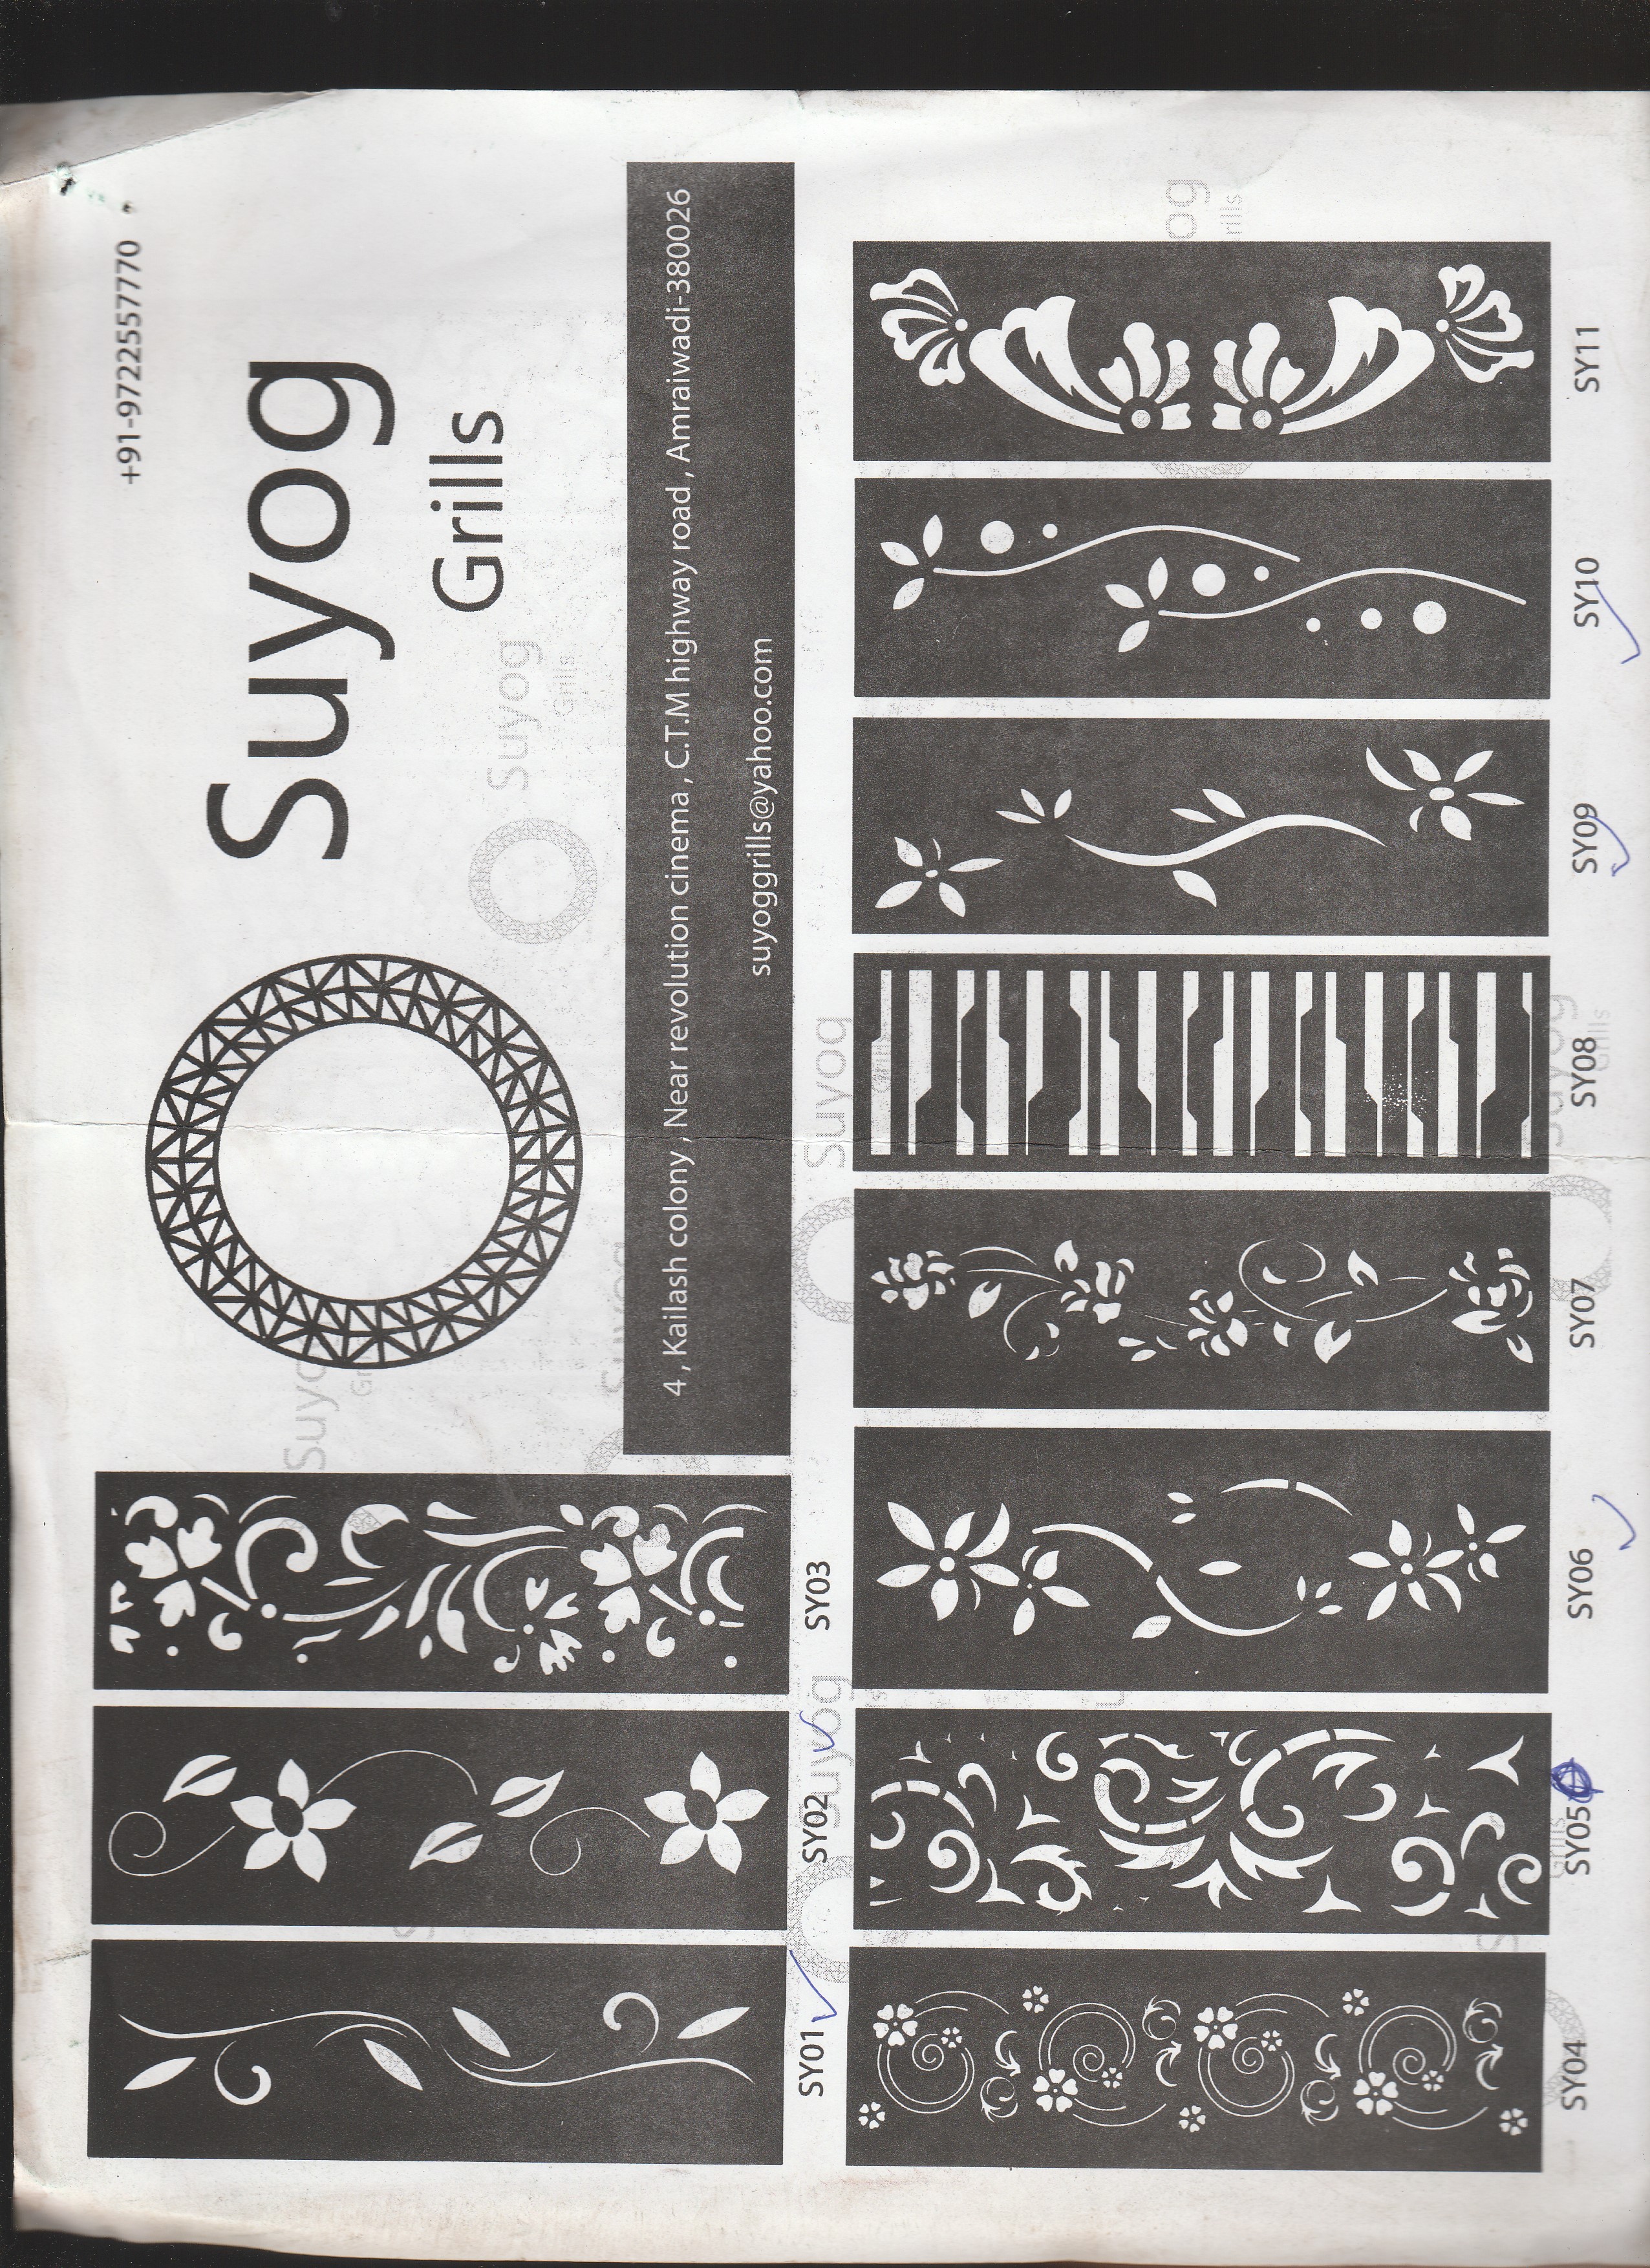 +91-9722557770
Suyog
Grills
4 , Kailash colony , Near revolution cinema , C.T.M highway road , Amraiwadi-380026
suyoggrills@yahoo.com
SY01
SY02
SY03
SY04
SY05
SY06
SY07
SY08
SY09
SY10
SY11
Suyog
Grills